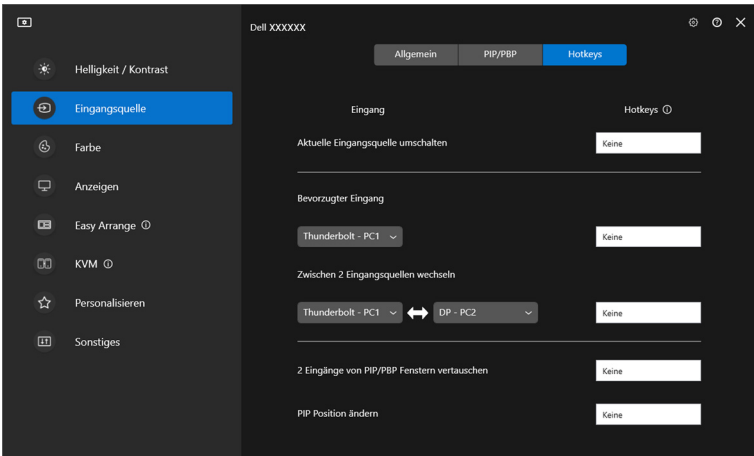 Dell XXXXXX
Allgemein PIP/PBP Hotkeys
Helligkeit / Kontrast
Eingangsquelle
Farbe
Anzeigen
Easy Arrange
KVM
Personalisieren
Sonstiges
Eingang Hotkeys
Aktuelle Eingangsquelle umschalten Keine
Bevorzugter Eingang
Thunderbolt - PC1 Keine
Zwischen 2 Eingangsquellen wechseln
Thunderbolt - PC1 DP - PC2 Keine
2 Eingänge von PIP/PBP Fenstern vertauschen Keine
PIP Position ändern Keine